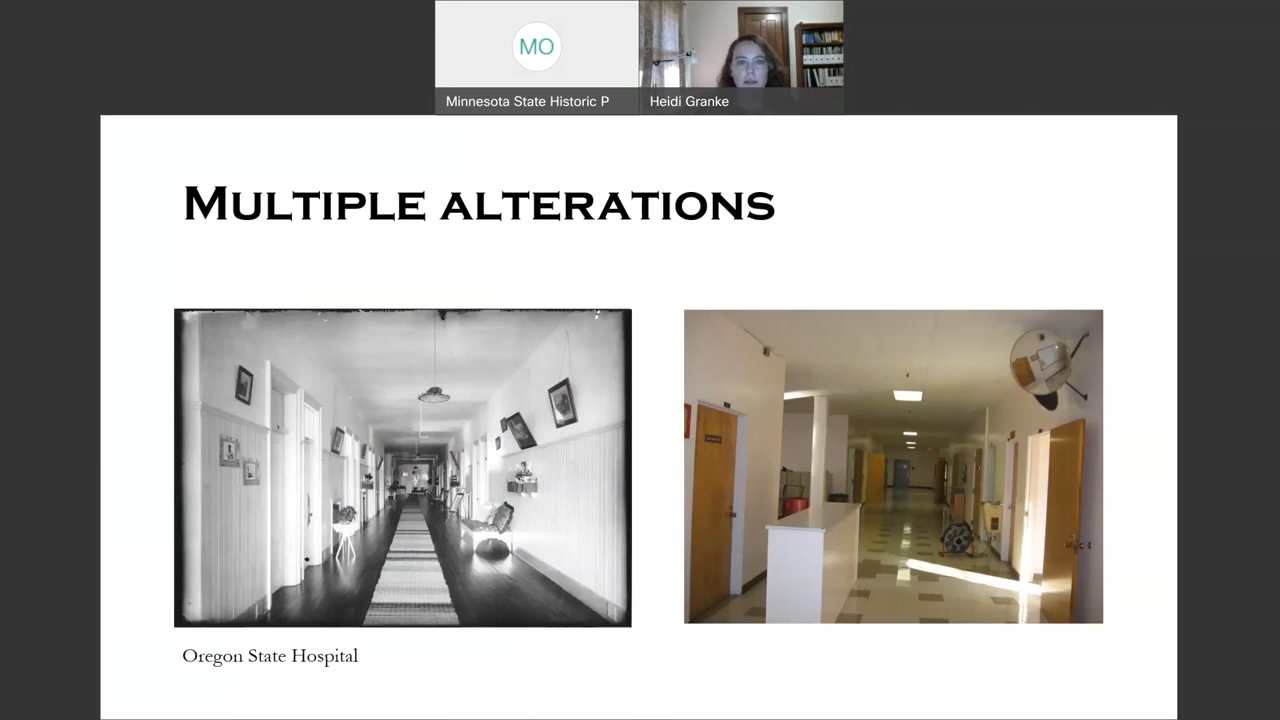 MO
Minnesota State Historic P
Heidi Granke
MULTIPLE ALTERATIONS
Oregon State Hospital